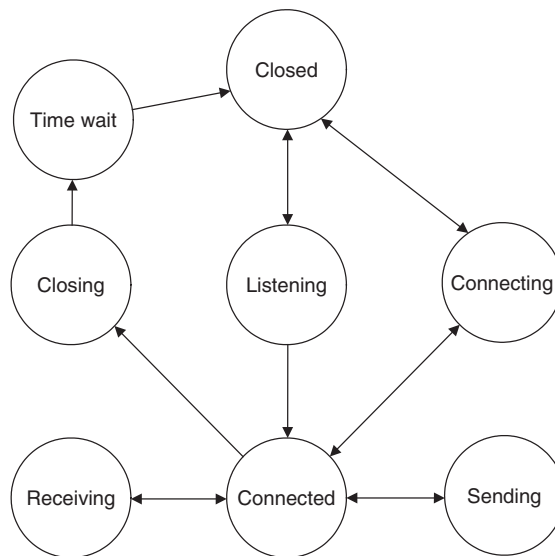 Closed
Time wait
Closing
Listening
Connecting
Receiving
Connected
Sending